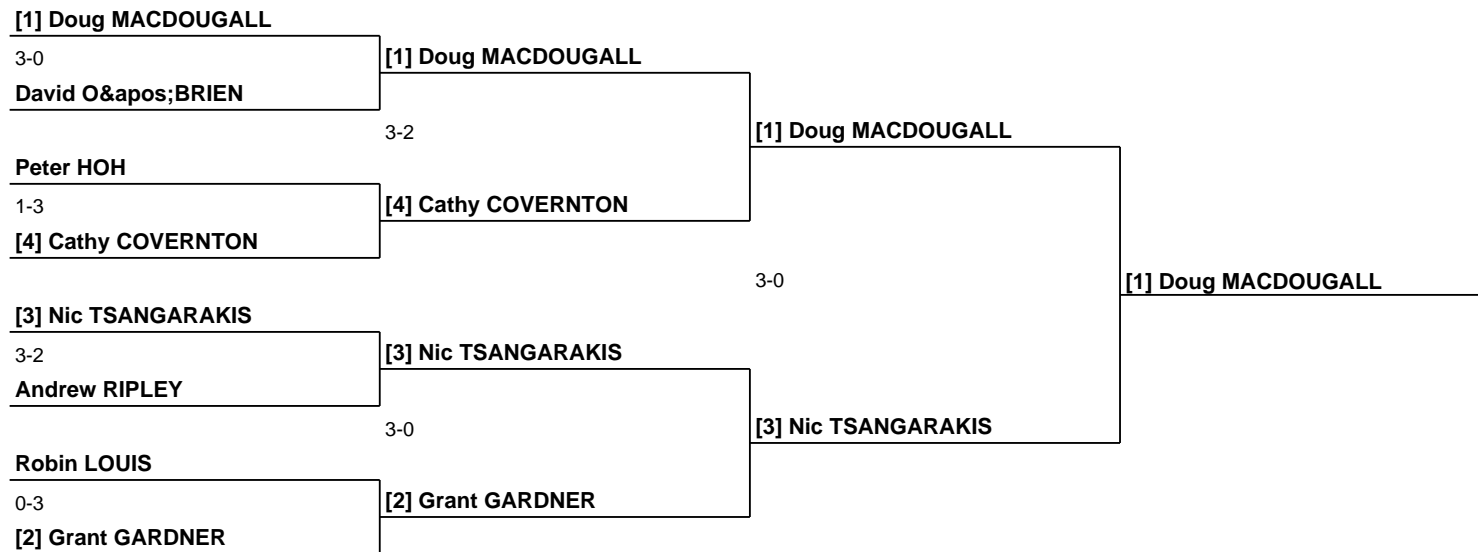 [1] Doug MACDOUGALL
3-0
[1] Doug MACDOUGALL
David O&apos;BRIEN
3-2
[1] Doug MACDOUGALL
Peter HOH
1-3
[4] Cathy COVERNTON
[4] Cathy COVERNTON
3-0
[1] Doug MACDOUGALL
[3] Nic TSANGARAKIS
3-2
[3] Nic TSANGARAKIS
Andrew RIPLEY
3-0
[3] Nic TSANGARAKIS
Robin LOUIS
0-3
[2] Grant GARDNER
[2] Grant GARDNER